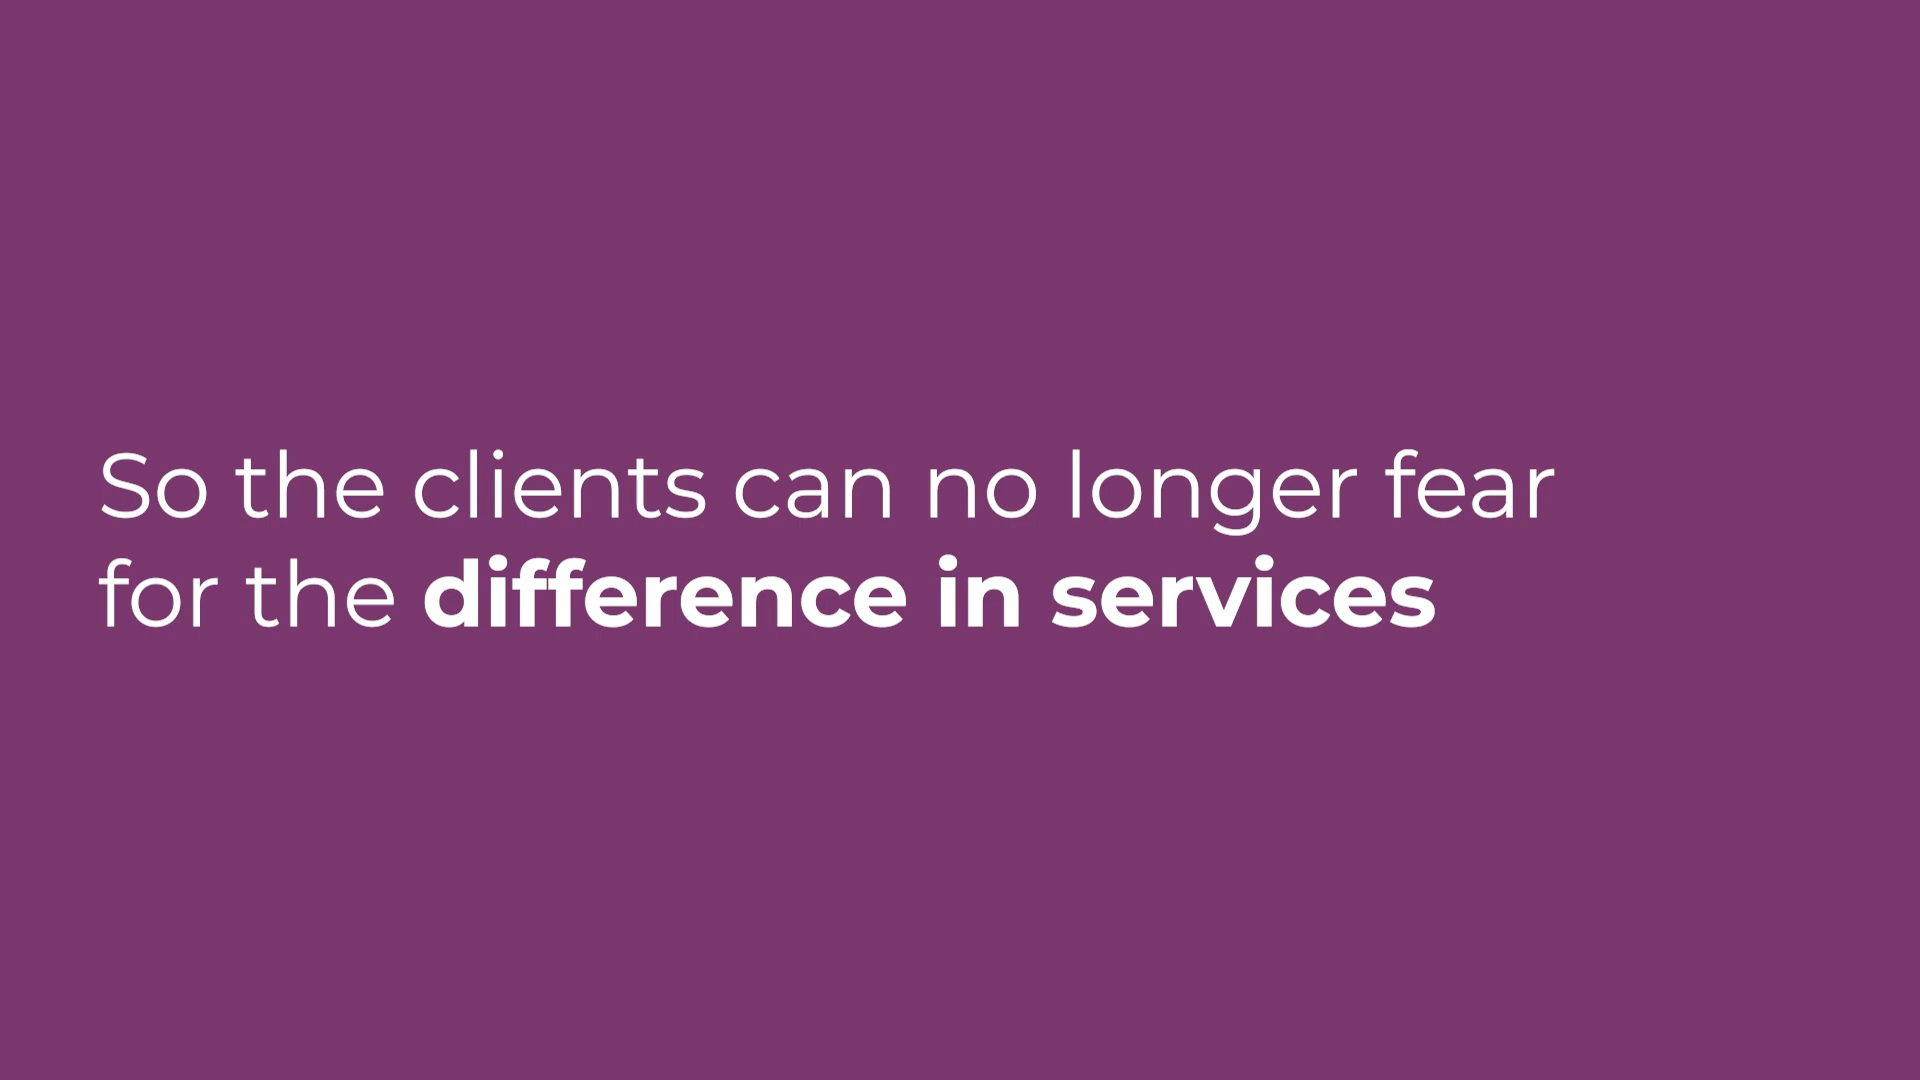 So the clients can no longer fear
for the difference in services